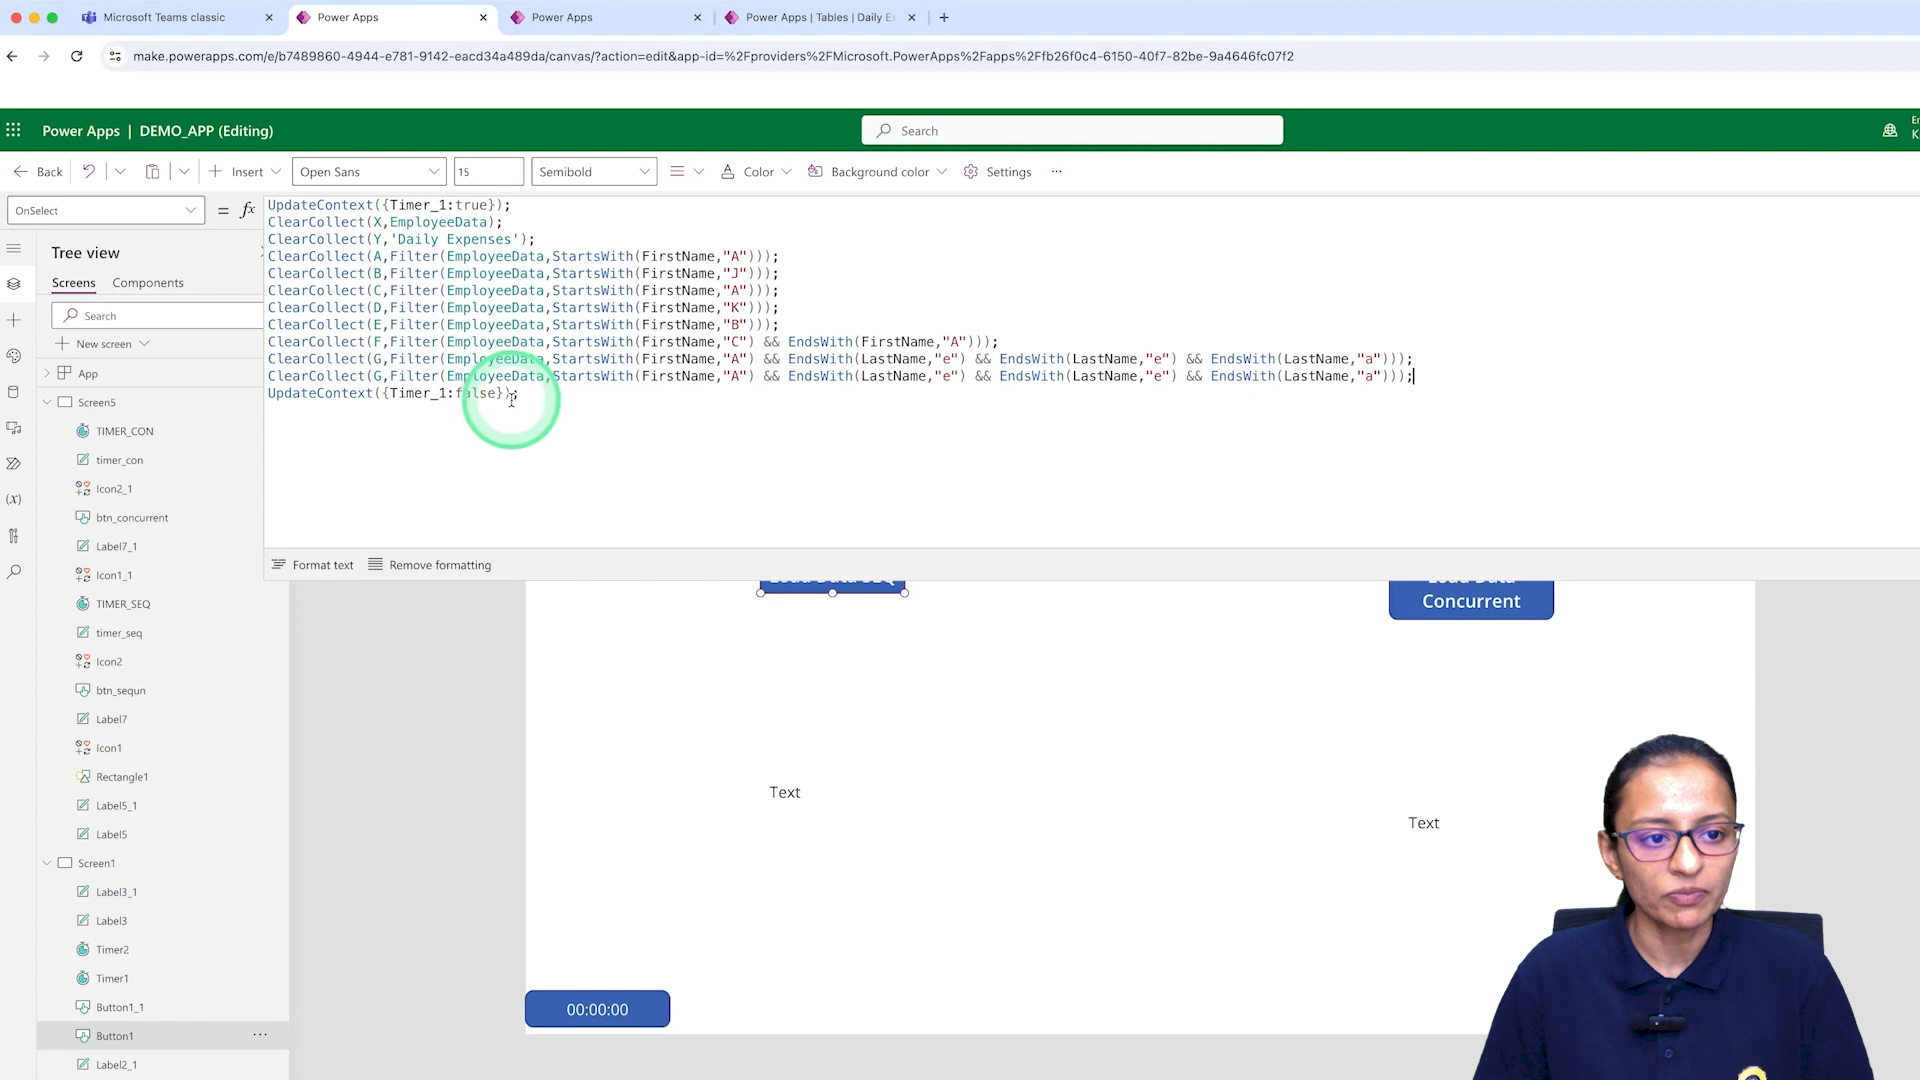 Microsoft Teams classic
Power Apps
Power Apps
Power Apps | Tables | Daily E
make.powerapps.com/e/b7489860-4944-e781-9142-eacd34a489da/canvas/?action=edit&app-id=%2Fproviders%2FMicrosoft.PowerApps%2Fapps%2Ffb26f0c4-6150-40f7-82be-9a4646fc07f2
Power Apps | DEMO_APP (Editing)
Search
Back
Insert
Open Sans
15
Semibold
Color
Background color
Settings
OnSelect
= fx
UpdateContext({Timer_1:true});
ClearCollect(X,EmployeeData);
ClearCollect(Y,'Daily Expenses');
ClearCollect(A,Filter(EmployeeData,StartsWith(FirstName,"A")));
ClearCollect(B,Filter(EmployeeData,StartsWith(FirstName,"J")));
ClearCollect(C,Filter(EmployeeData,StartsWith(FirstName,"A")));
ClearCollect(D,Filter(EmployeeData,StartsWith(FirstName,"K")));
ClearCollect(E,Filter(EmployeeData,StartsWith(FirstName,"B")));
ClearCollect(F,Filter(EmployeeData,StartsWith(FirstName,"C") && EndsWith(FirstName,"A")));
ClearCollect(G,Filter(EmployeeData,StartsWith(FirstName,"A") && EndsWith(LastName,"e") && EndsWith(LastName,"e") && EndsWith(LastName,"a")));
ClearCollect(G,Filter(EmployeeData,StartsWith(FirstName,"A") && EndsWith(LastName,"e") && EndsWith(LastName,"e") && EndsWith(LastName,"a")));
UpdateContext({Timer_1:false});
Format text
Remove formatting
Tree view
Screens
Components
Search
New screen
App
Screen5
TIMER_CON
timer_con
Icon2_1
btn_concurrent
Label7_1
Icon1_1
TIMER_SEQ
timer_seq
Icon2
btn_sequn
Label7
Icon1
Rectangle1
Label5_1
Label5
Screen1
Label3_1
Label3
Timer2
Timer1
Button1_1
Button1
Label2_1
Load Data SEQ
Load Data
Concurrent
Text
Text
00:00:00